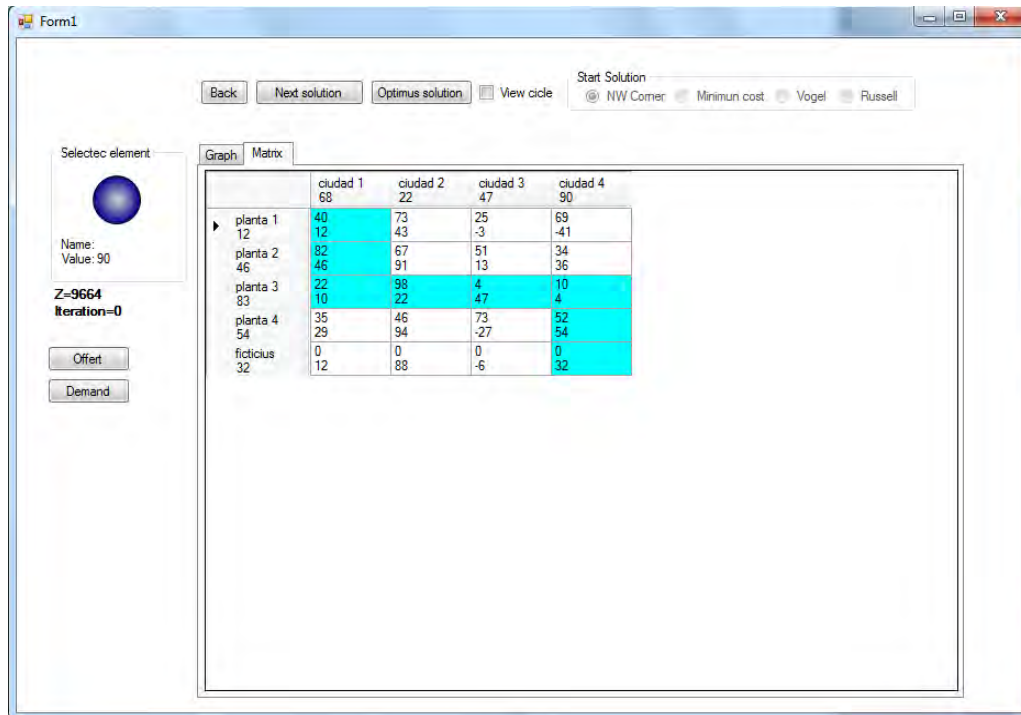 Form1
Start Solution
Back Next solution Optimus solution View cicle NW Corner Minimun cost Vogel Russell
Selectec element
Graph Matrix
ciudad 1 ciudad 2 ciudad 3 ciudad 4
68 22 47 90
planta 1 40 73 25 69
12 12 43 -3 -41
planta 2 82 67 51 34
46 46 91 13 36
planta 3 22 98 4 10
83 10 22 47 4
planta 4 35 46 73 52
54 29 94 -27 54
ficticius 0 0 0 0
32 12 88 -6 32
Name:
Value: 90
Z=9664
Iteration=0
Offert
Demand